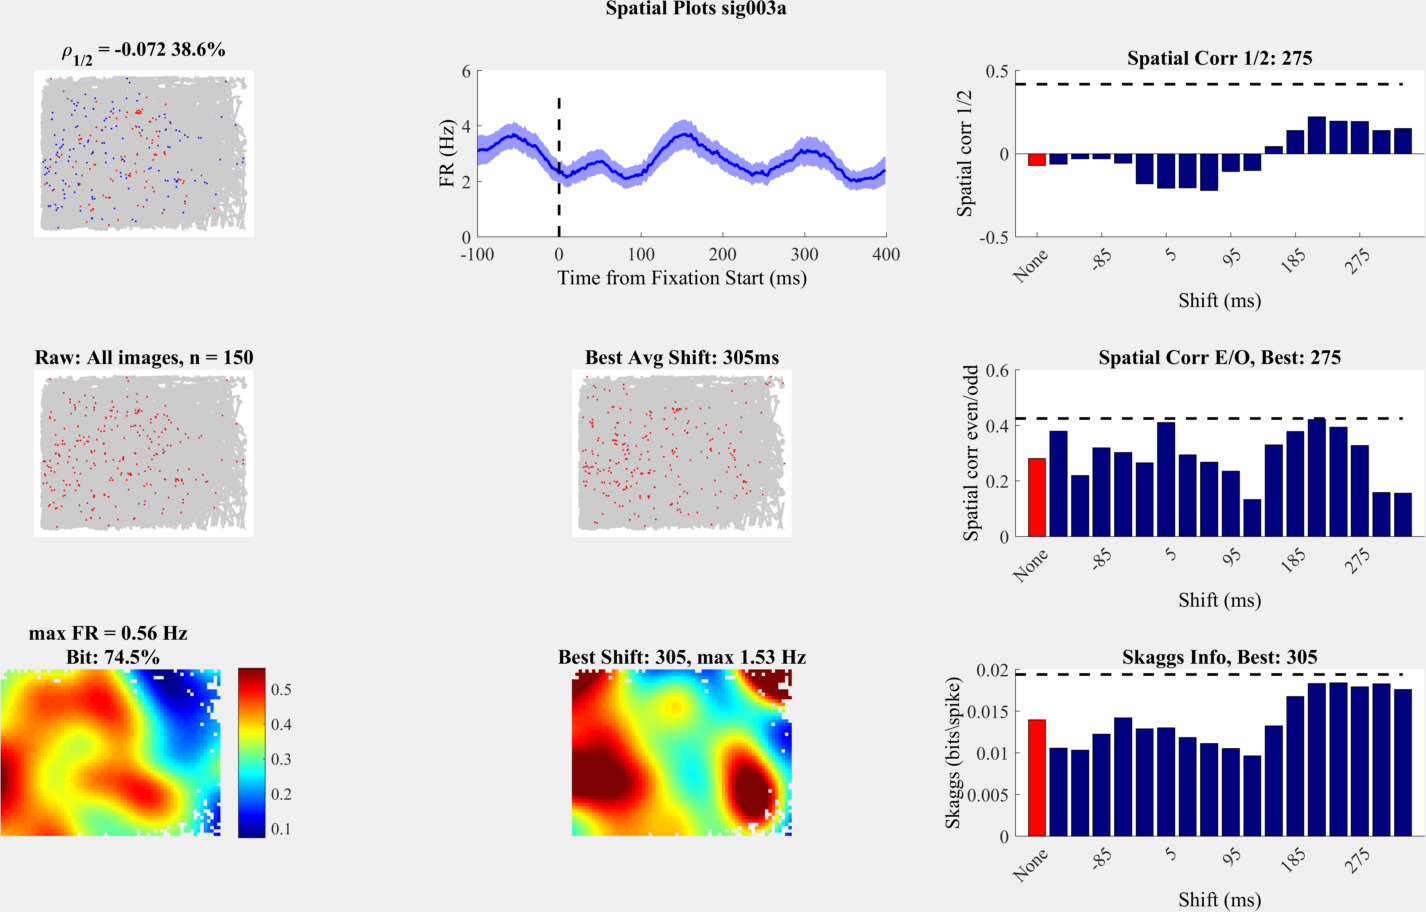 Spatial Plots sig003a
ρ1/2 = -0.072 38.6%
6
4
2
0
FR (Hz)
-100
0
100
200
300
400
Time from Fixation Start (ms)
Spatial Corr 1/2: 275
0.5
0
-0.5
Spatial corr 1/2
None
-85
5
95
185
275
Shift (ms)
Raw: All images, n = 150
Best Avg Shift: 305ms
Spatial Corr E/O, Best: 275
0.6
0.4
0.2
0
Spatial corr even/odd
None
-85
5
95
185
275
Shift (ms)
max FR = 0.56 Hz
Bit: 74.5%
0.5
0.4
0.3
0.2
0.1
Best Shift: 305, max 1.53 Hz
Skaggs Info, Best: 305
0.02
0.015
0.01
0.005
0
Skaggs (bits\spike)
None
-85
5
95
185
275
Shift (ms)